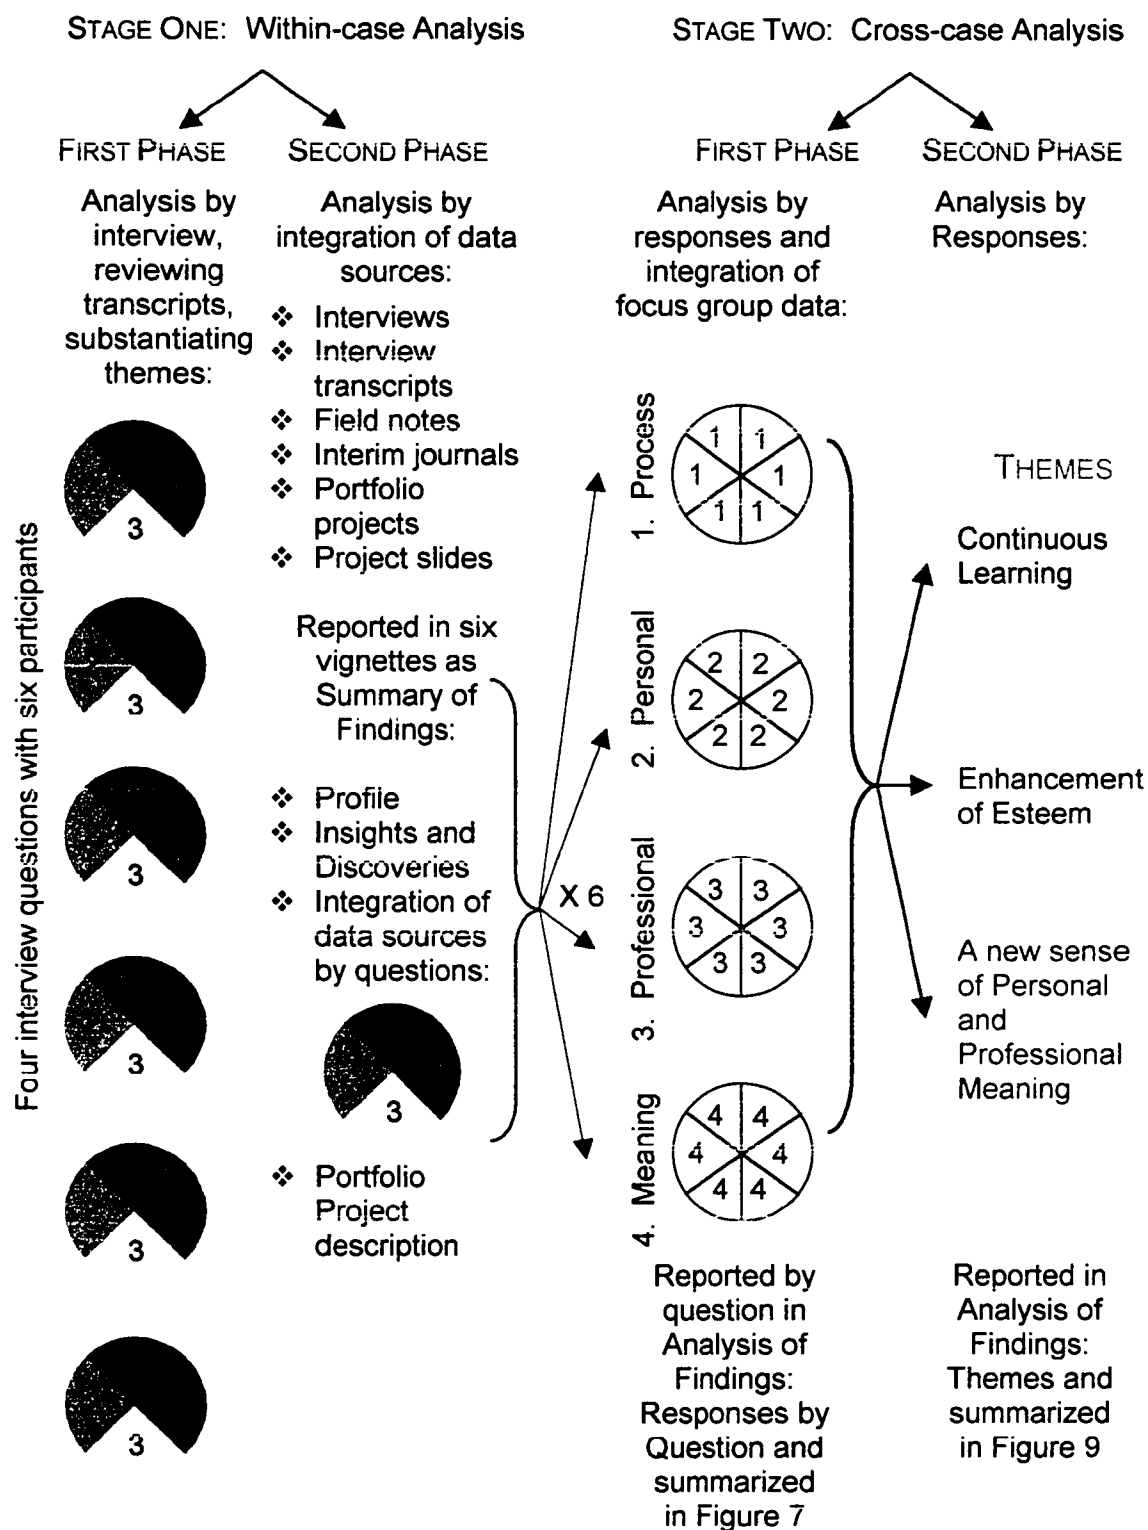 STAGE ONE: Within-case Analysis
FIRST PHASE
Analysis by
interview,
reviewing
transcripts,
substantiating
themes:
Four interview questions with six participants
3
3
3
3
3
3
SECOND PHASE
Analysis by
integration of data
sources:
❖ Interviews
❖ Interview
transcripts
❖ Field notes
❖ Interim journals
❖ Portfolio
projects
❖ Project slides
Reported in six
vignettes as
Summary of
Findings:
❖ Profile
❖ Insights and
Discoveries
❖ Integration of
data sources
by questions:
3
❖ Portfolio
Project
description
X 6
STAGE TWO: Cross-case Analysis
FIRST PHASE
Analysis by
responses and
integration of
focus group data:
1. Process
1 1
1 1
1 1
2. Personal
2 2
2 2
2 2
3. Professional
3 3
3 3
3 3
4. Meaning
4 4
4 4
4 4
Reported by
question in
Analysis of
Findings:
Responses by
Question and
summarized
in Figure 7
SECOND PHASE
Analysis by
Responses:
THEMES
Continuous
Learning
Enhancement
of Esteem
A new sense
of Personal
and
Professional
Meaning
Reported in
Analysis of
Findings:
Themes and
summarized
in Figure 9